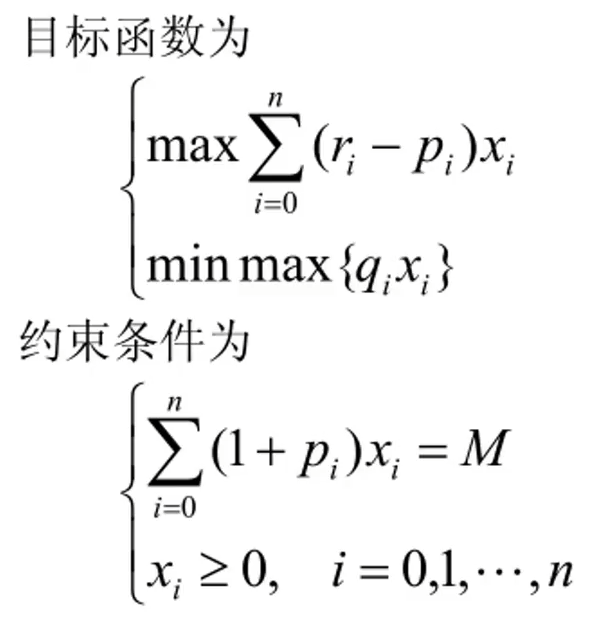 目标函数为
max∑_{i=0}^{n}(r_i − p_i)x_i
min max{q_i x_i}
约束条件为
∑_{i=0}^{n}(1 + p_i)x_i = M
x_i ≥ 0, i = 0,1,⋯,n